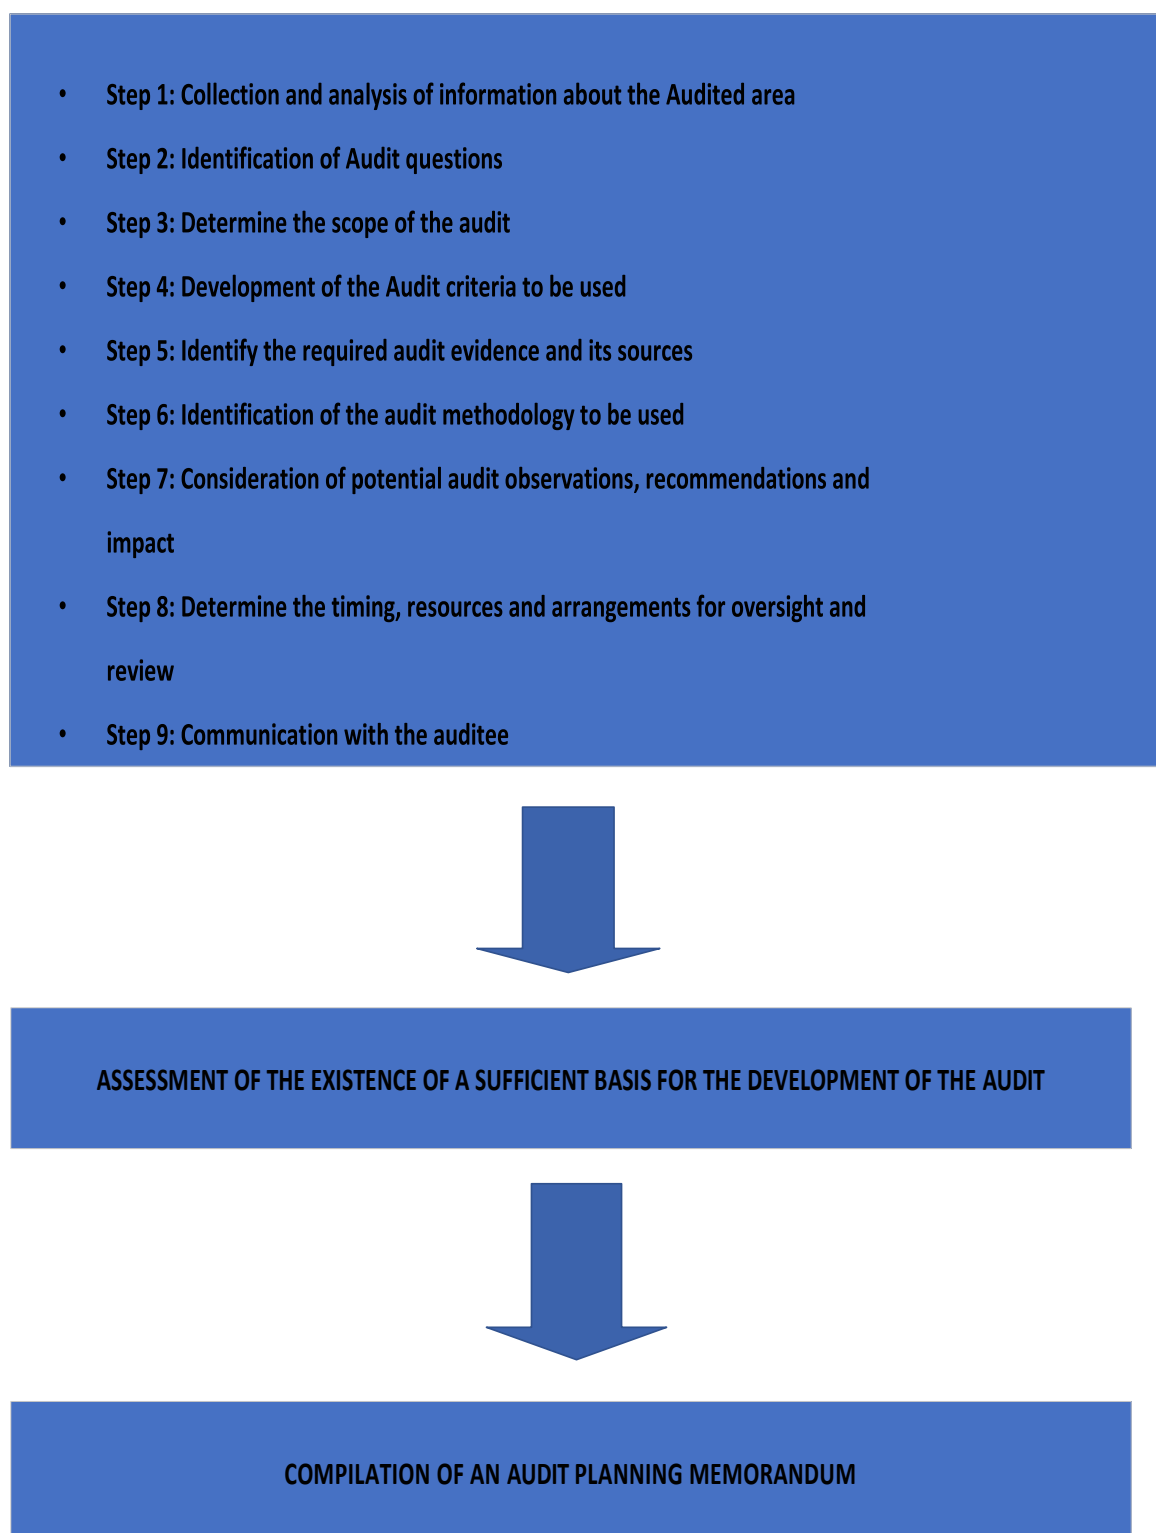 • Step 1: Collection and analysis of information about the Audited area
• Step 2: Identification of Audit questions
• Step 3: Determine the scope of the audit
• Step 4: Development of the Audit criteria to be used
• Step 5: Identify the required audit evidence and its sources
• Step 6: Identification of the audit methodology to be used
• Step 7: Consideration of potential audit observations, recommendations and
impact
• Step 8: Determine the timing, resources and arrangements for oversight and
review
• Step 9: Communication with the auditee
ASSESSMENT OF THE EXISTENCE OF A SUFFICIENT BASIS FOR THE DEVELOPMENT OF THE AUDIT
COMPILATION OF AN AUDIT PLANNING MEMORANDUM